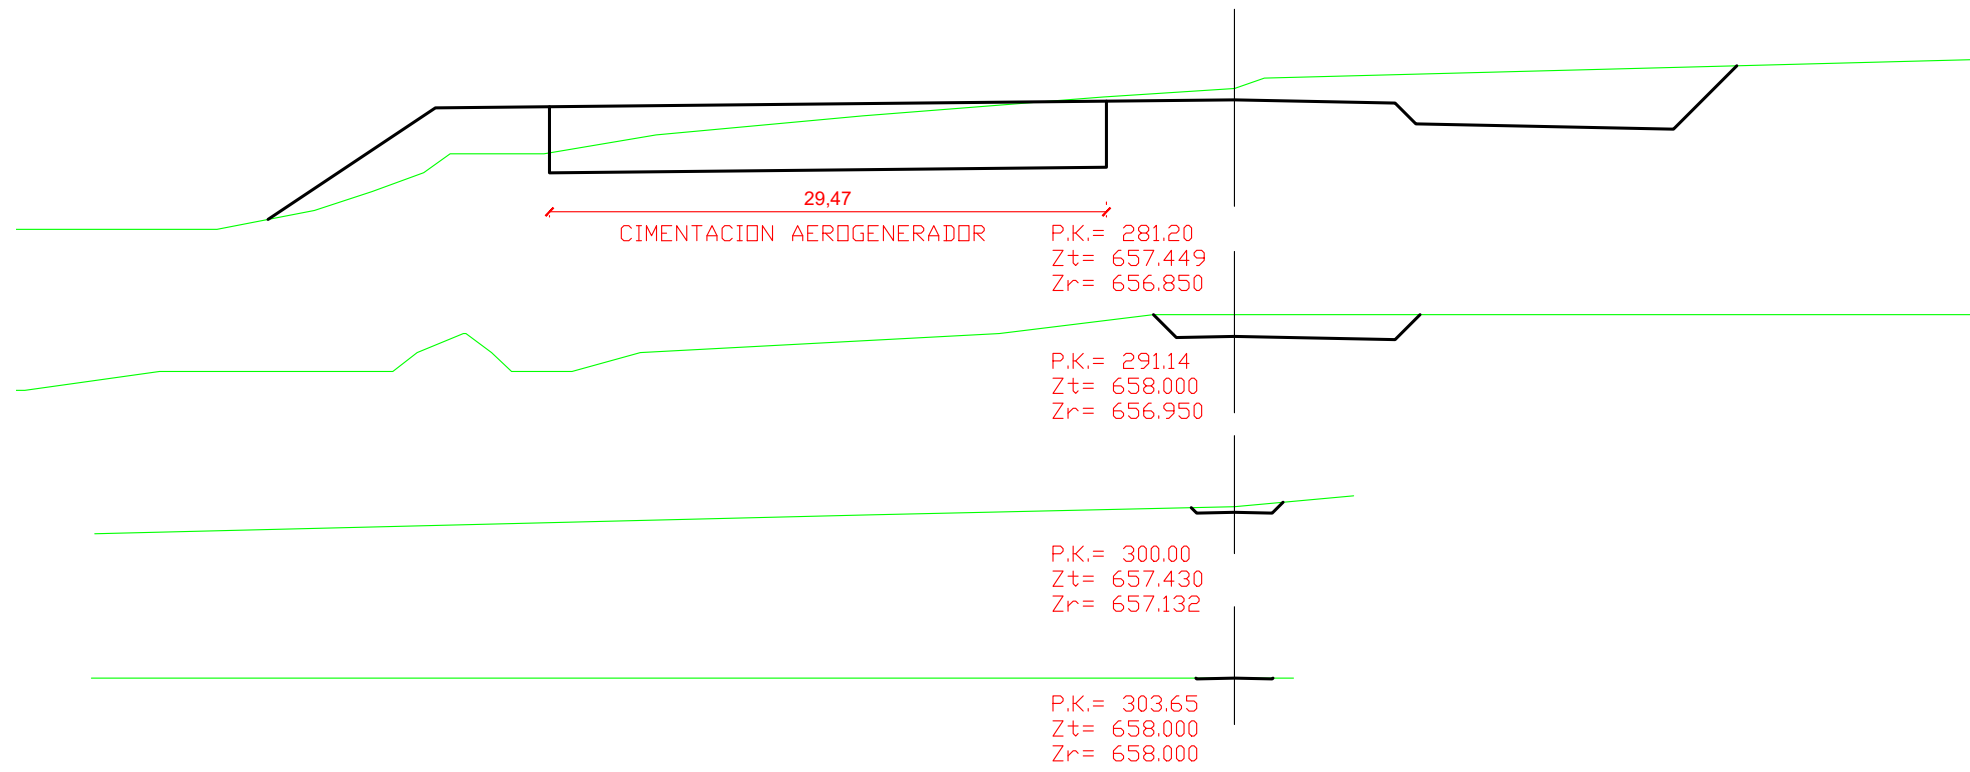 29,47
CIMENTACION AEROGENERADOR
P.K.= 281.20
Zt= 657.449
Zr= 656.850
P.K.= 291.14
Zt= 658.000
Zr= 656.950
P.K.= 300.00
Zt= 657.430
Zr= 657.132
P.K.= 303.65
Zt= 658.000
Zr= 658.000